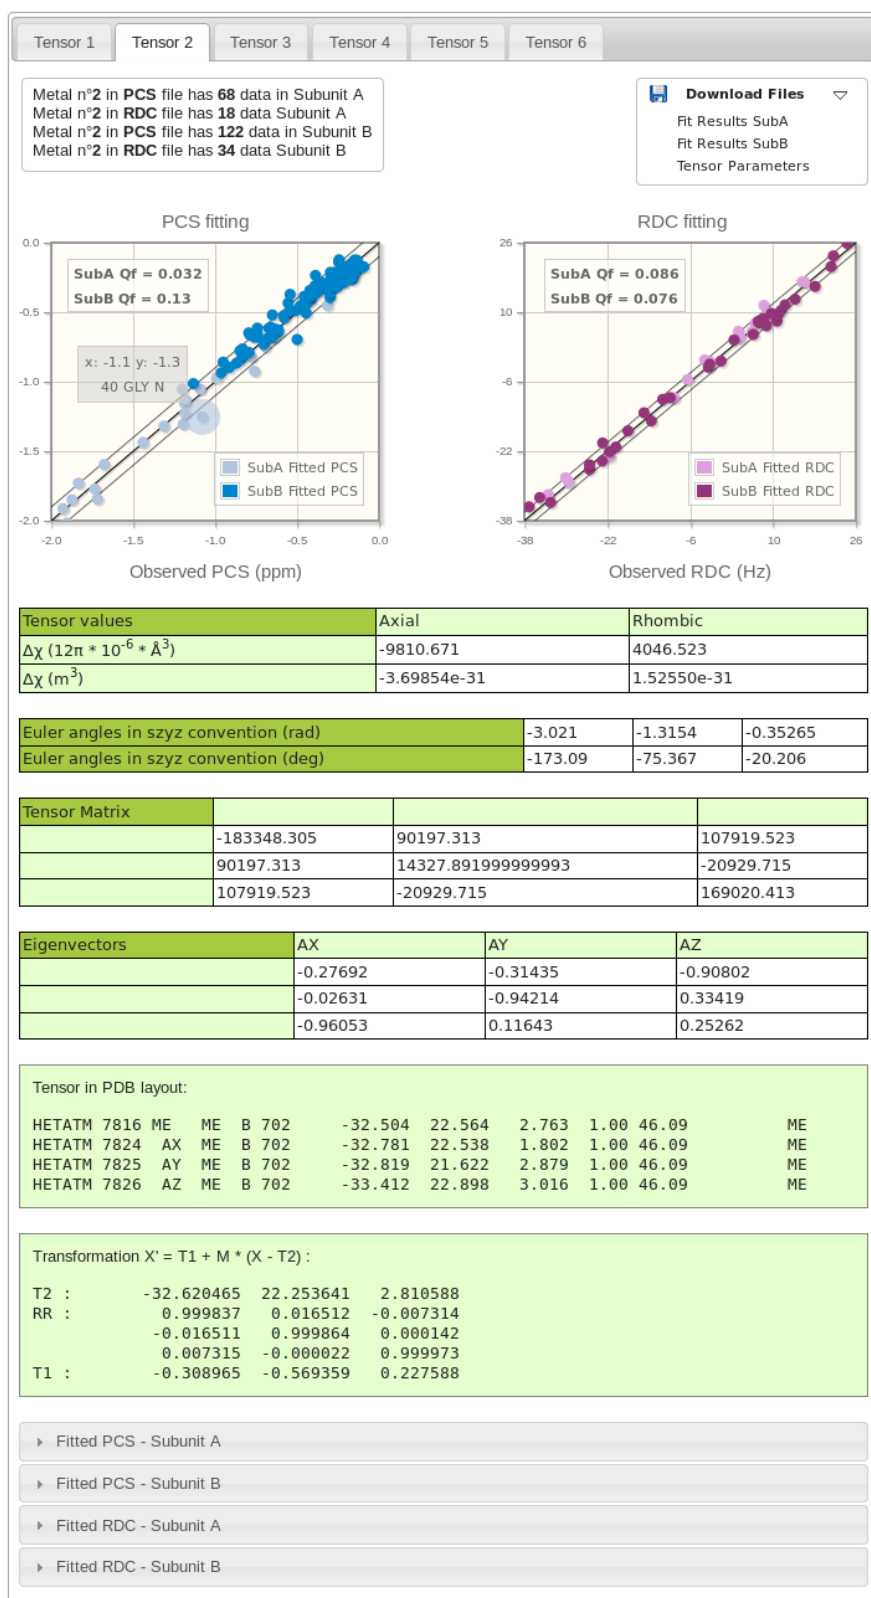 Tensor 1 Tensor 2 Tensor 3 Tensor 4 Tensor 5 Tensor 6
Metal n°2 in PCS file has 68 data in Subunit A
Metal n°2 in RDC file has 18 data Subunit A
Metal n°2 in PCS file has 122 data in Subunit B
Metal n°2 in RDC file has 34 data Subunit B
Download Files
Fit Results SubA
Fit Results SubB
Tensor Parameters
PCS fitting
0.0
-0.5
-1.0
-1.5
-2.0
SubA Qf = 0.032
SubB Qf = 0.13
x: -1.1 y: -1.3
40 GLY N
SubA Fitted PCS
SubB Fitted PCS
-2.0 -1.5 -1.0 -0.5 0.0
Observed PCS (ppm)
RDC fitting
26
10
-6
-22
-38
SubA Qf = 0.086
SubB Qf = 0.076
SubA Fitted RDC
SubB Fitted RDC
-38 -22 -6 10 26
Observed RDC (Hz)
Tensor values Axial Rhombic
Δχ (12π * 10-6 * Å3) -9810.671 4046.523
Δχ (m3) -3.69854e-31 1.52550e-31
Euler angles in szyz convention (rad) -3.021 -1.3154 -0.35265
Euler angles in szyz convention (deg) -173.09 -75.367 -20.206
Tensor Matrix
-183348.305 90197.313 107919.523
90197.313 14327.891999999993 -20929.715
107919.523 -20929.715 169020.413
Eigenvectors AX AY AZ
-0.27692 -0.31435 -0.90802
-0.02631 -0.94214 0.33419
-0.96053 0.11643 0.25262
Tensor in PDB layout:
HETATM 7816 ME ME B 702 -32.504 22.564 2.763 1.00 46.09 ME
HETATM 7824 AX ME B 702 -32.781 22.538 1.802 1.00 46.09 ME
HETATM 7825 AY ME B 702 -32.819 21.622 2.879 1.00 46.09 ME
HETATM 7826 AZ ME B 702 -33.412 22.898 3.016 1.00 46.09 ME
Transformation X' = T1 + M * (X - T2) :
T2 : -32.620465 22.253641 2.810588
RR : 0.999837 0.016512 -0.007314
-0.016511 0.999864 0.000142
0.007315 -0.000022 0.999973
T1 : -0.308965 -0.569359 0.227588
Fitted PCS - Subunit A
Fitted PCS - Subunit B
Fitted RDC - Subunit A
Fitted RDC - Subunit B